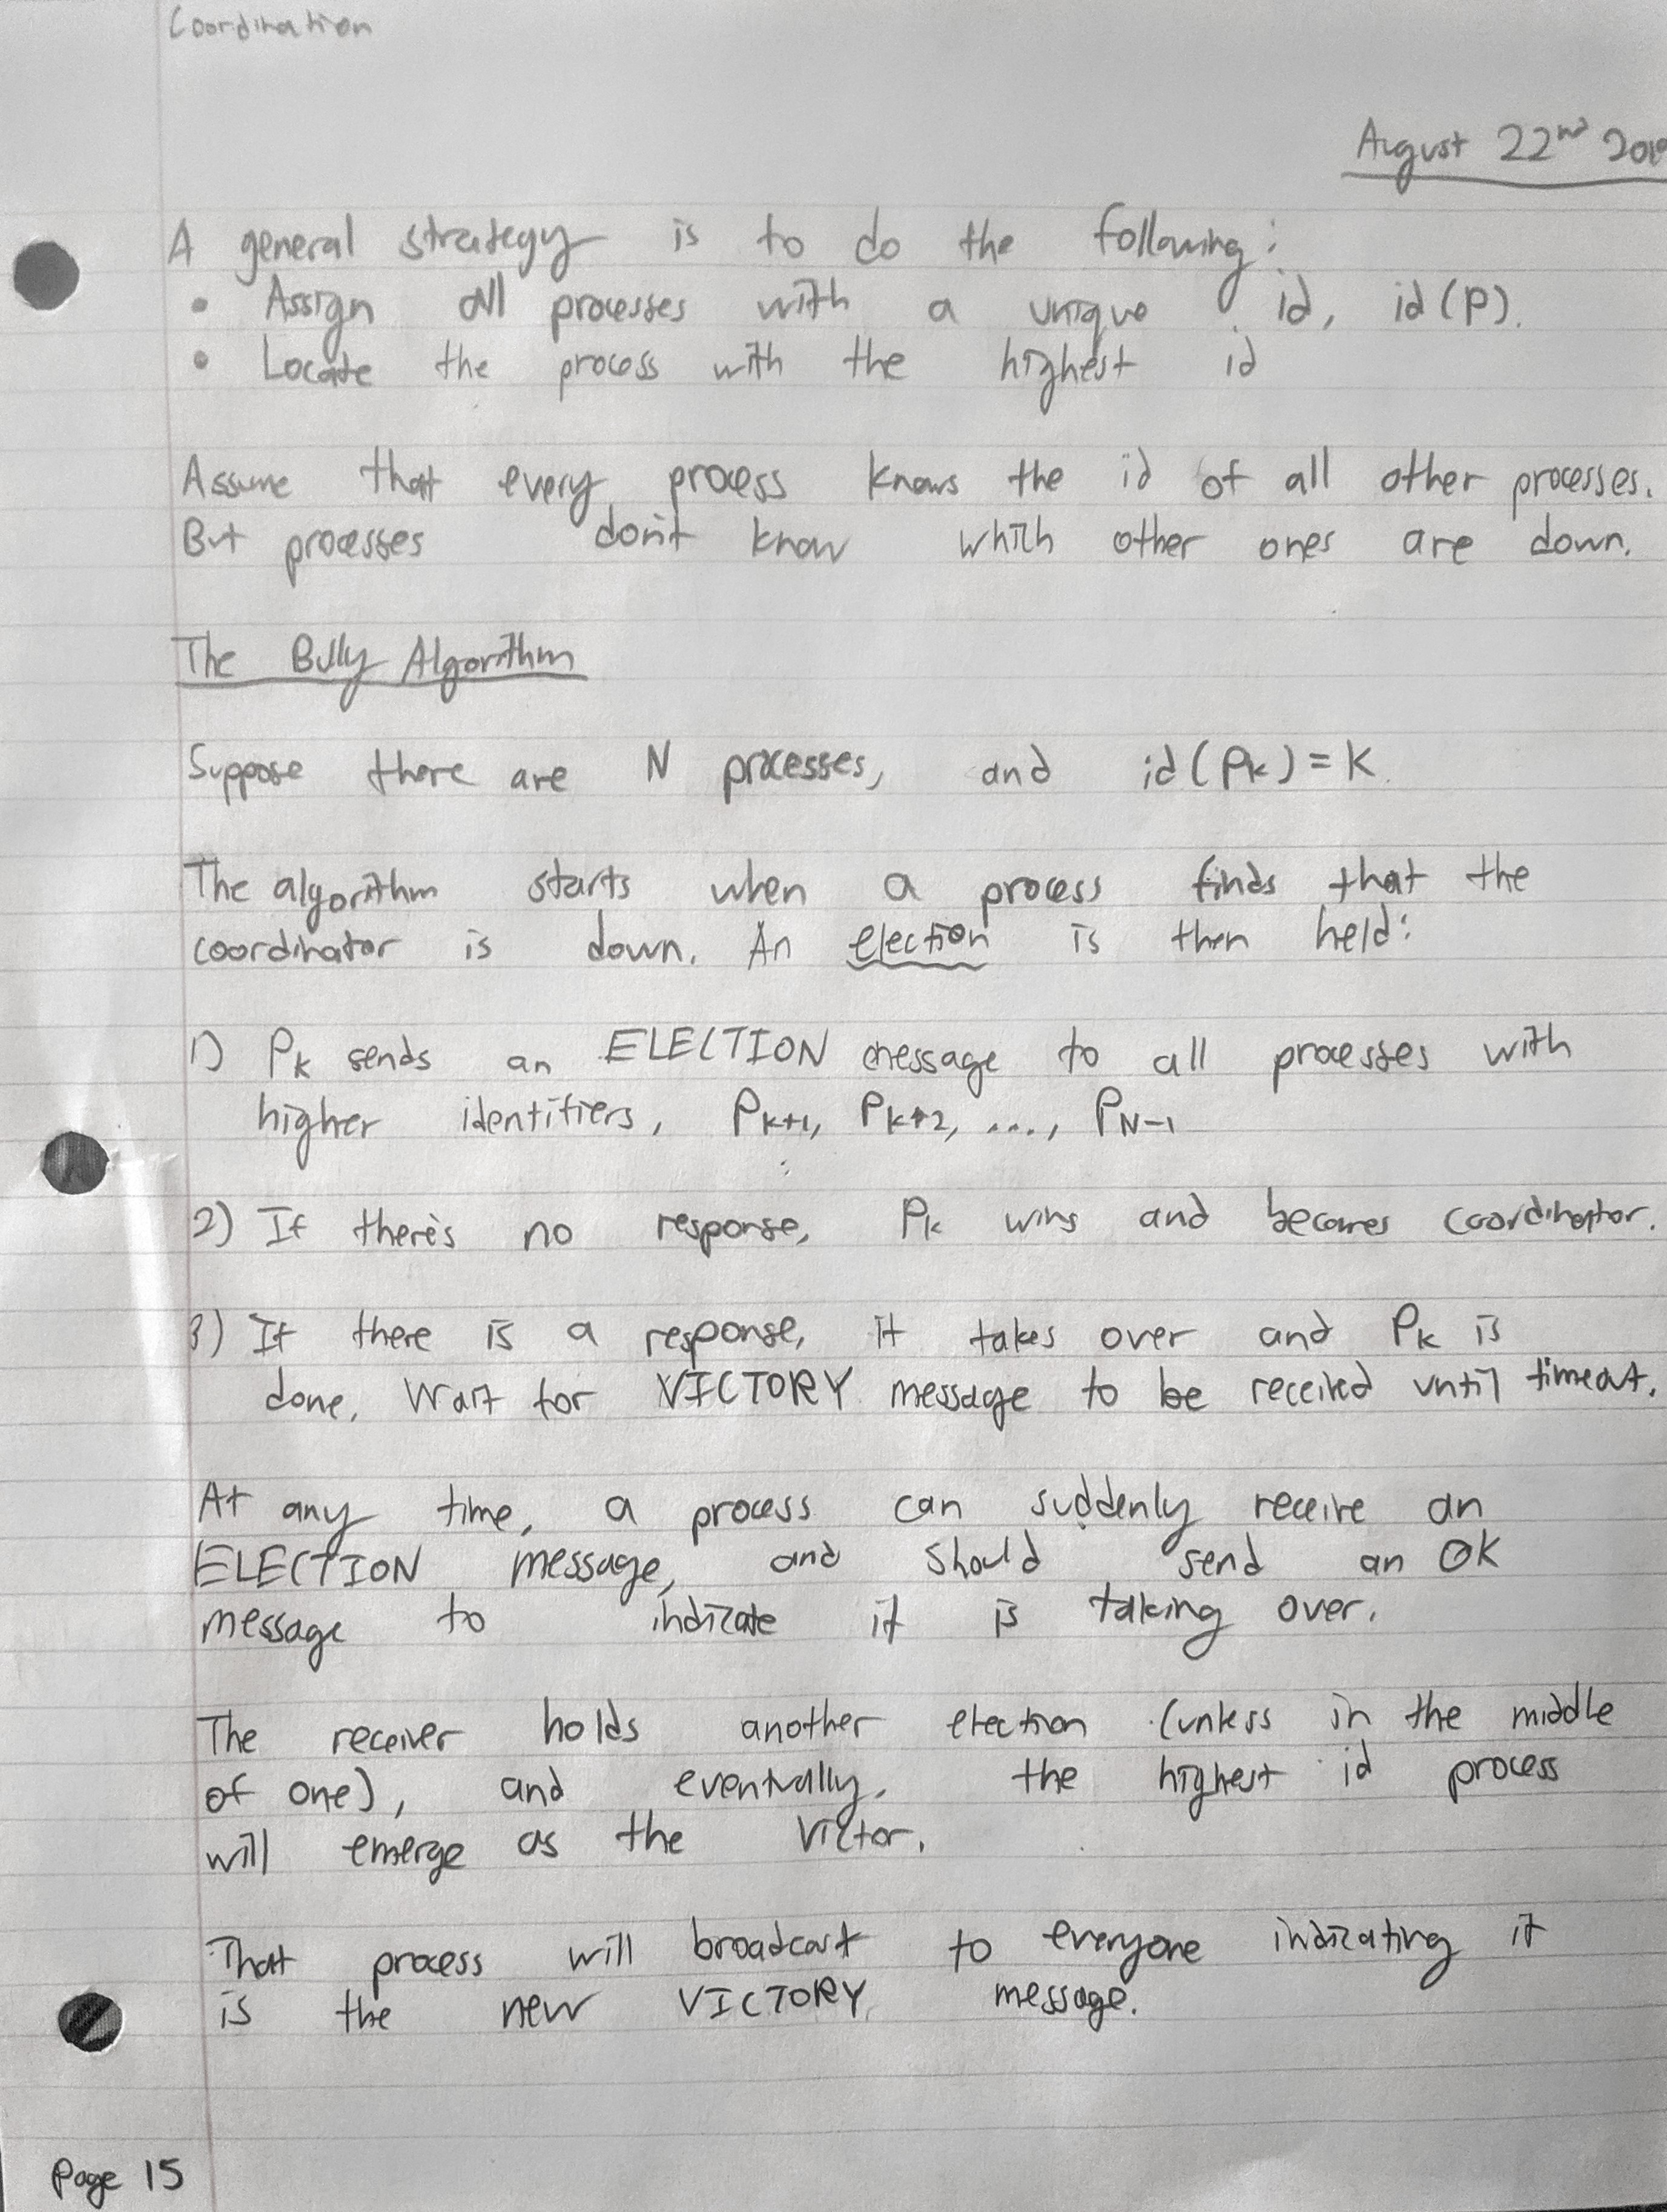 Coordination
August 22nd
A general strategy is to do the following:
• Assign all processes with a unique id, id(P).
• Locate the process with the highest id
Assume that every process knows the id of all other processes.
But processes don't know which other ones are down.
The Bully Algorithm
Suppose there are N processes, and id(Pk) = K.
The algorithm starts when a process finds that the
coordinator is down. An election is then held:
1) Pk sends an ELECTION message to all processes with
higher identifiers, Pk+1, Pk+2, ..., PN-1
2) If there's no response, Pk wins and becomes coordinator.
3) If there is a response, it takes over and Pk is
done. Wait for VICTORY message to be received until timeout.
At any time, a process can suddenly receive an
ELECTION message, and should send an OK
message to indicate it is taking over.
The receiver holds another election (unless in the middle
of one), and eventually, the highest id process
will emerge as the victor.
That process will broadcast to everyone indicating it
is the new VICTORY message.
Page 15